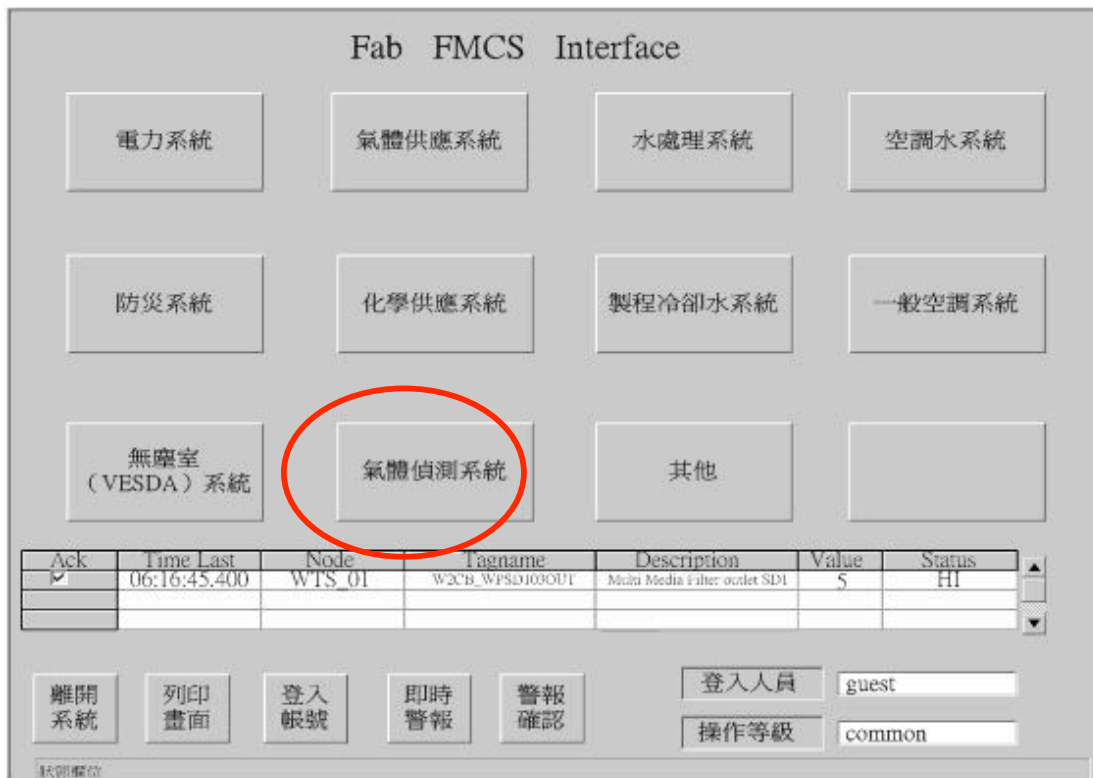 Fab FMCS Interface
電力系統
氣體供應系統
水處理系統
空調水系統
防災系統
化學供應系統
製程冷卻水系統
一般空調系統
無塵室
（VESDA）系統
氣體偵測系統
其他
Ack Time Last Node Tagname Description Value Status
06:16:45.400 WTS_01 W2CB_WPSD103OUT Multi Media Filter outlet SDI 5 HI
離開
系統
列印
畫面
登入
帳號
即時
警報
警報
確認
登入人員 guest
操作等級 common
狀態欄位